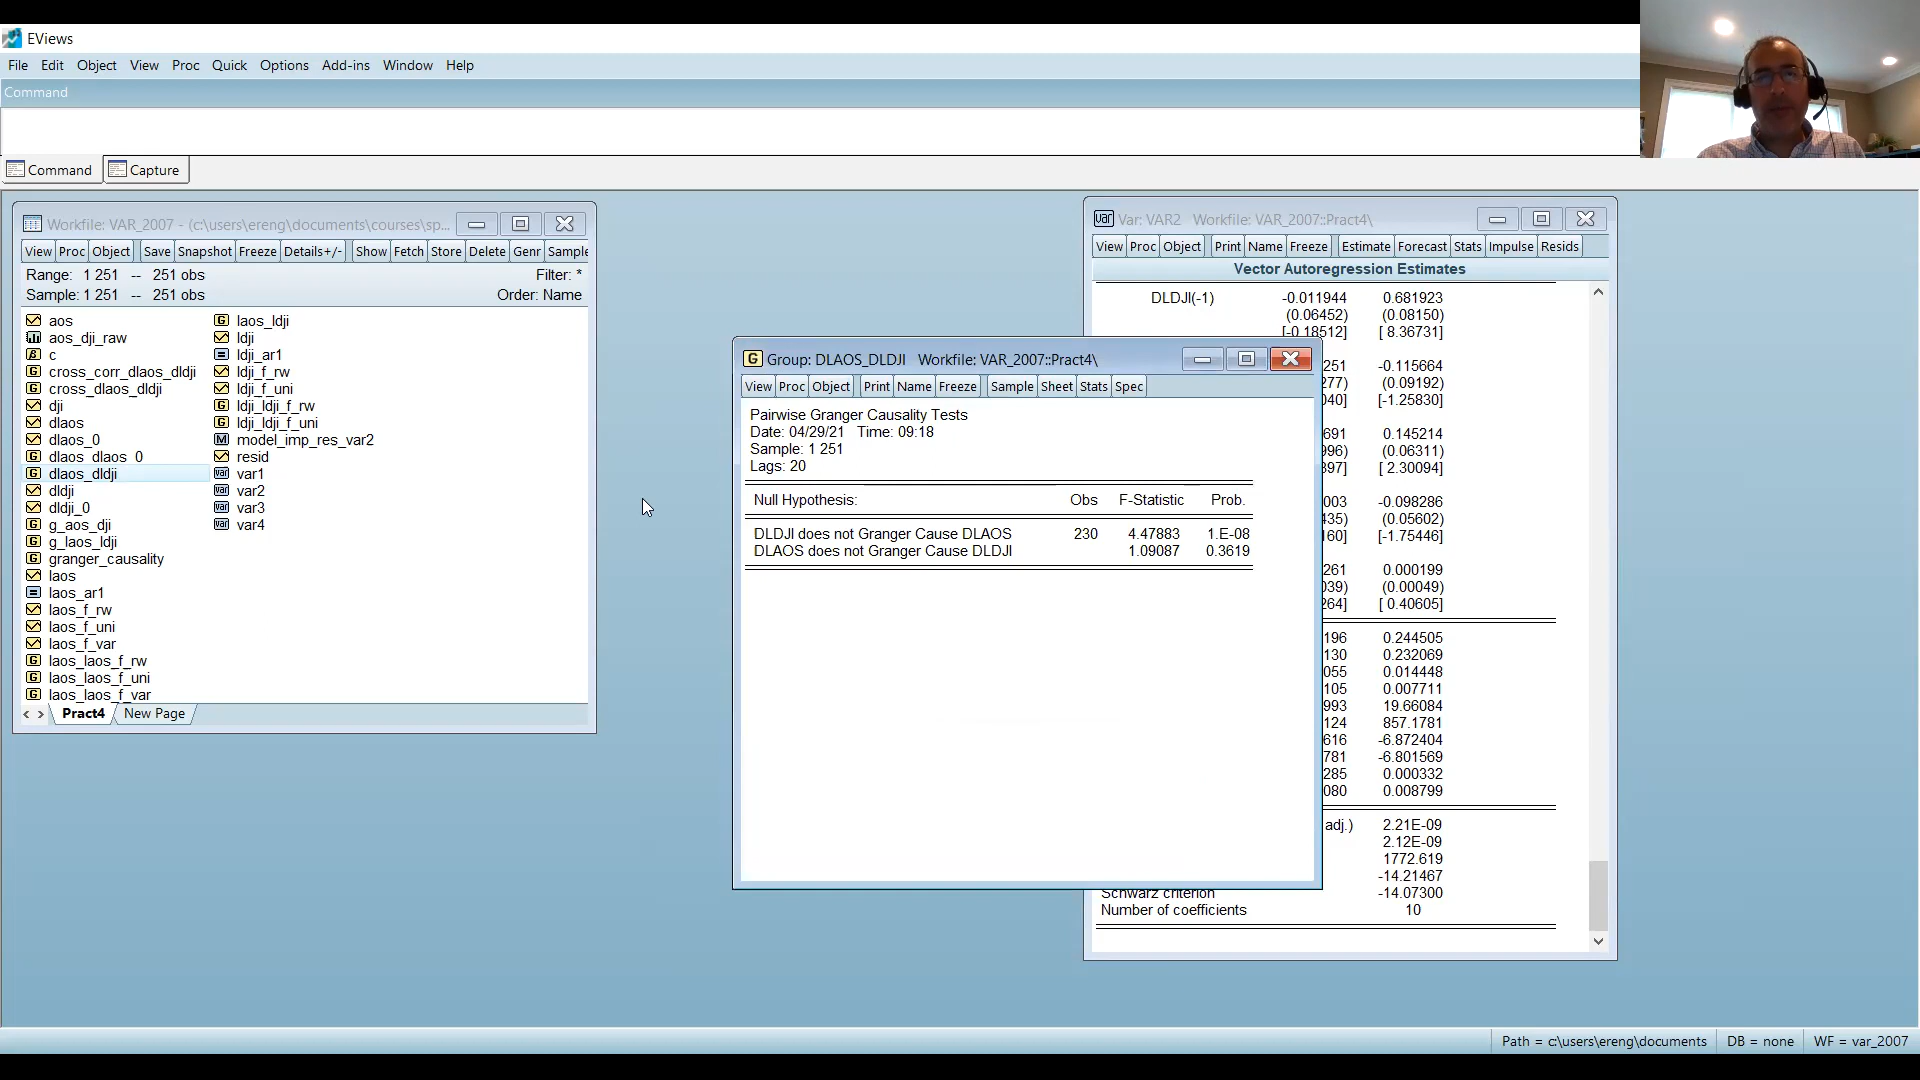 EViews
File Edit Object View Proc Quick Options Add-ins Window Help
Command
Command Capture
Workfile: VAR_2007 - (c:\users\ereng\documents\courses\sp...
View Proc Object Save Snapshot Freeze Details+/- Show Fetch Store Delete Genr Sample
Range: 1 251 -- 251 obs Filter: *
Sample: 1 251 -- 251 obs Order: Name
aos
aos_dji_raw
c
cross_corr_dlaos_dldji
cross_dlaos_dldji
dji
dlaos
dlaos_0
dlaos_dlaos_0
dlaos_dldji
dldji
dldji_0
g_aos_dji
g_laos_ldji
granger_causality
laos
laos_ar1
laos_f_rw
laos_f_uni
laos_f_var
laos_laos_f_rw
laos_laos_f_uni
laos_laos_f_var
laos_ldji
ldji
ldji_ar1
ldji_f_rw
ldji_f_uni
ldji_ldji_f_rw
ldji_ldji_f_uni
model_imp_res_var2
resid
var1
var2
var3
var4
Pract4 New Page
Group: DLAOS_DLDJI Workfile: VAR_2007::Pract4\
View Proc Object Print Name Freeze Sample Sheet Stats Spec
Pairwise Granger Causality Tests
Date: 04/29/21 Time: 09:18
Sample: 1 251
Lags: 20
Null Hypothesis: Obs F-Statistic Prob.
DLDJI does not Granger Cause DLAOS 230 4.47883 1.E-08
DLAOS does not Granger Cause DLDJI 1.09087 0.3619
Var: VAR2 Workfile: VAR_2007::Pract4\
View Proc Object Print Name Freeze Estimate Forecast Stats Impulse Resids
Vector Autoregression Estimates
DLDJI(-1) -0.011944 0.681923
(0.06452) (0.08150)
[-0.18512] [ 8.36731]
251 -0.115664
277) (0.09192)
040] [-1.25830]
691 0.145214
996) (0.06311)
397] [ 2.30094]
003 -0.098286
435) (0.05602)
160] [-1.75446]
261 0.000199
039) (0.00049)
264] [ 0.40605]
196 0.244505
130 0.232069
055 0.014448
105 0.007711
993 19.66084
124 857.1781
616 -6.872404
781 -6.801569
285 0.000332
080 0.008799
adj.) 2.21E-09
2.12E-09
1772.619
-14.21467
Schwarz criterion -14.07300
Number of coefficients 10
Path = c:\users\ereng\documents DB = none WF = var_2007